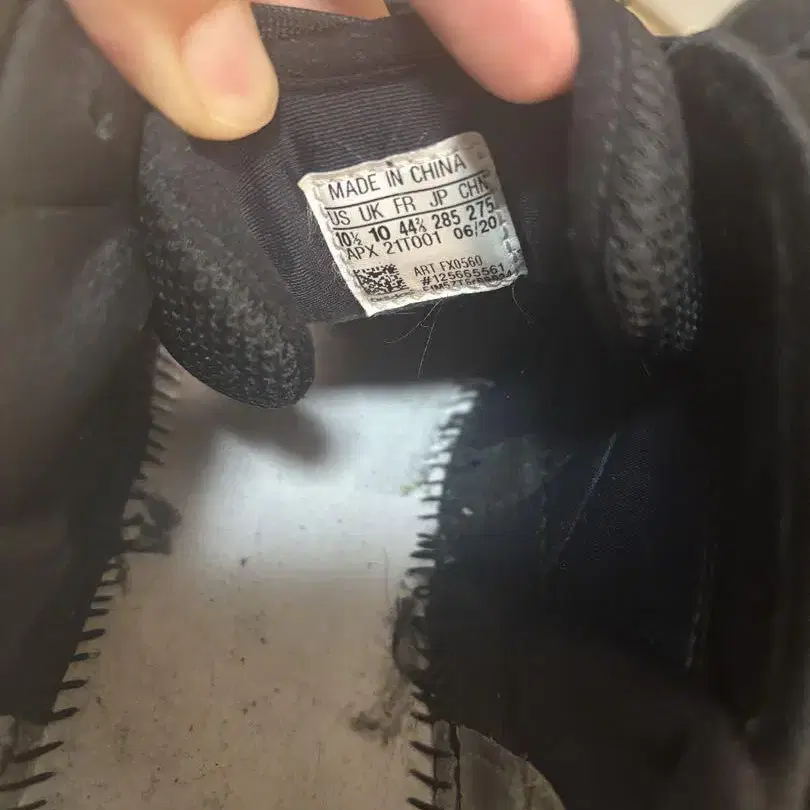 MADE IN CHINA
US UK FR JP CHN
10½ 10 44⅔ 285 275
APX 21T001 06/20
ART FX0560
#125665561